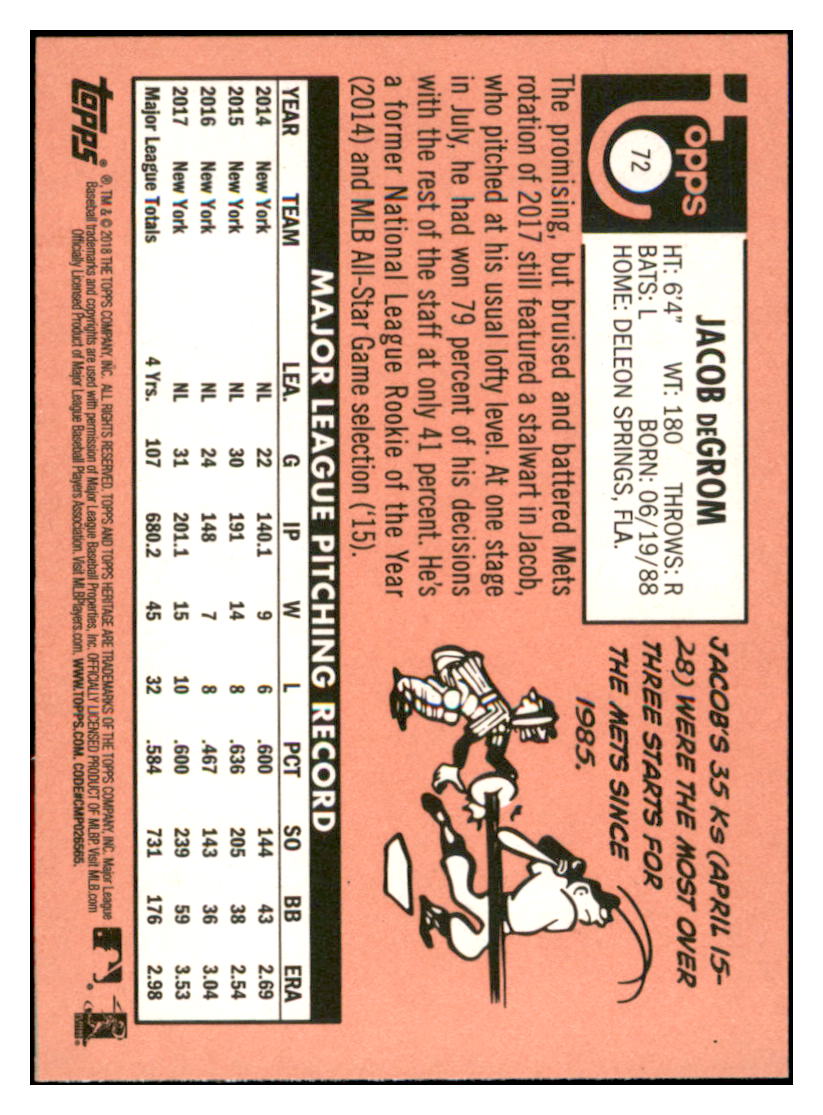 Topps
72
JACOB DEGROM
HT: 6'4" WT: 180 THROWS: R
BATS: L BORN: 06/19/88
HOME: DELEON SPRINGS, FLA.
The promising, but bruised and battered Mets
rotation of 2017 still featured a stalwart in Jacob,
who pitched at his usual lofty level. At one stage
in July, he had won 79 percent of his decisions
with the rest of the staff at only 41 percent. He's
a former National League Rookie of the Year
(2014) and MLB All-Star Game selection ('15).
JACOB'S 35 KS (APRIL 15-
28) WERE THE MOST OVER
THREE STARTS FOR
THE METS SINCE
1985.
MAJOR LEAGUE PITCHING RECORD
YEAR TEAM LEA. G IP W L PCT SO BB ERA
2014 New York NL 22 140.1 9 6 .600 144 43 2.69
2015 New York NL 30 191 14 8 .636 205 38 2.54
2016 New York NL 24 148 7 8 .467 143 36 3.04
2017 New York NL 31 201.1 15 10 .600 239 59 3.53
Major League Totals 4 Yrs. 107 680.2 45 32 .584 731 176 2.98
topps®
®, TM & © 2018 THE TOPPS COMPANY, INC. ALL RIGHTS RESERVED. TOPPS AND TOPPS HERITAGE ARE TRADEMARKS OF THE TOPPS COMPANY, INC. Major League
Baseball trademarks and copyrights are used with permission of Major League Baseball Properties, Inc. OFFICIALLY LICENSED PRODUCT OF MLBP. Visit MLB.com
Officially Licensed Product of Major League Baseball Players Association. Visit MLBPlayers.com. WWW.TOPPS.COM. CODE#CMP026565.